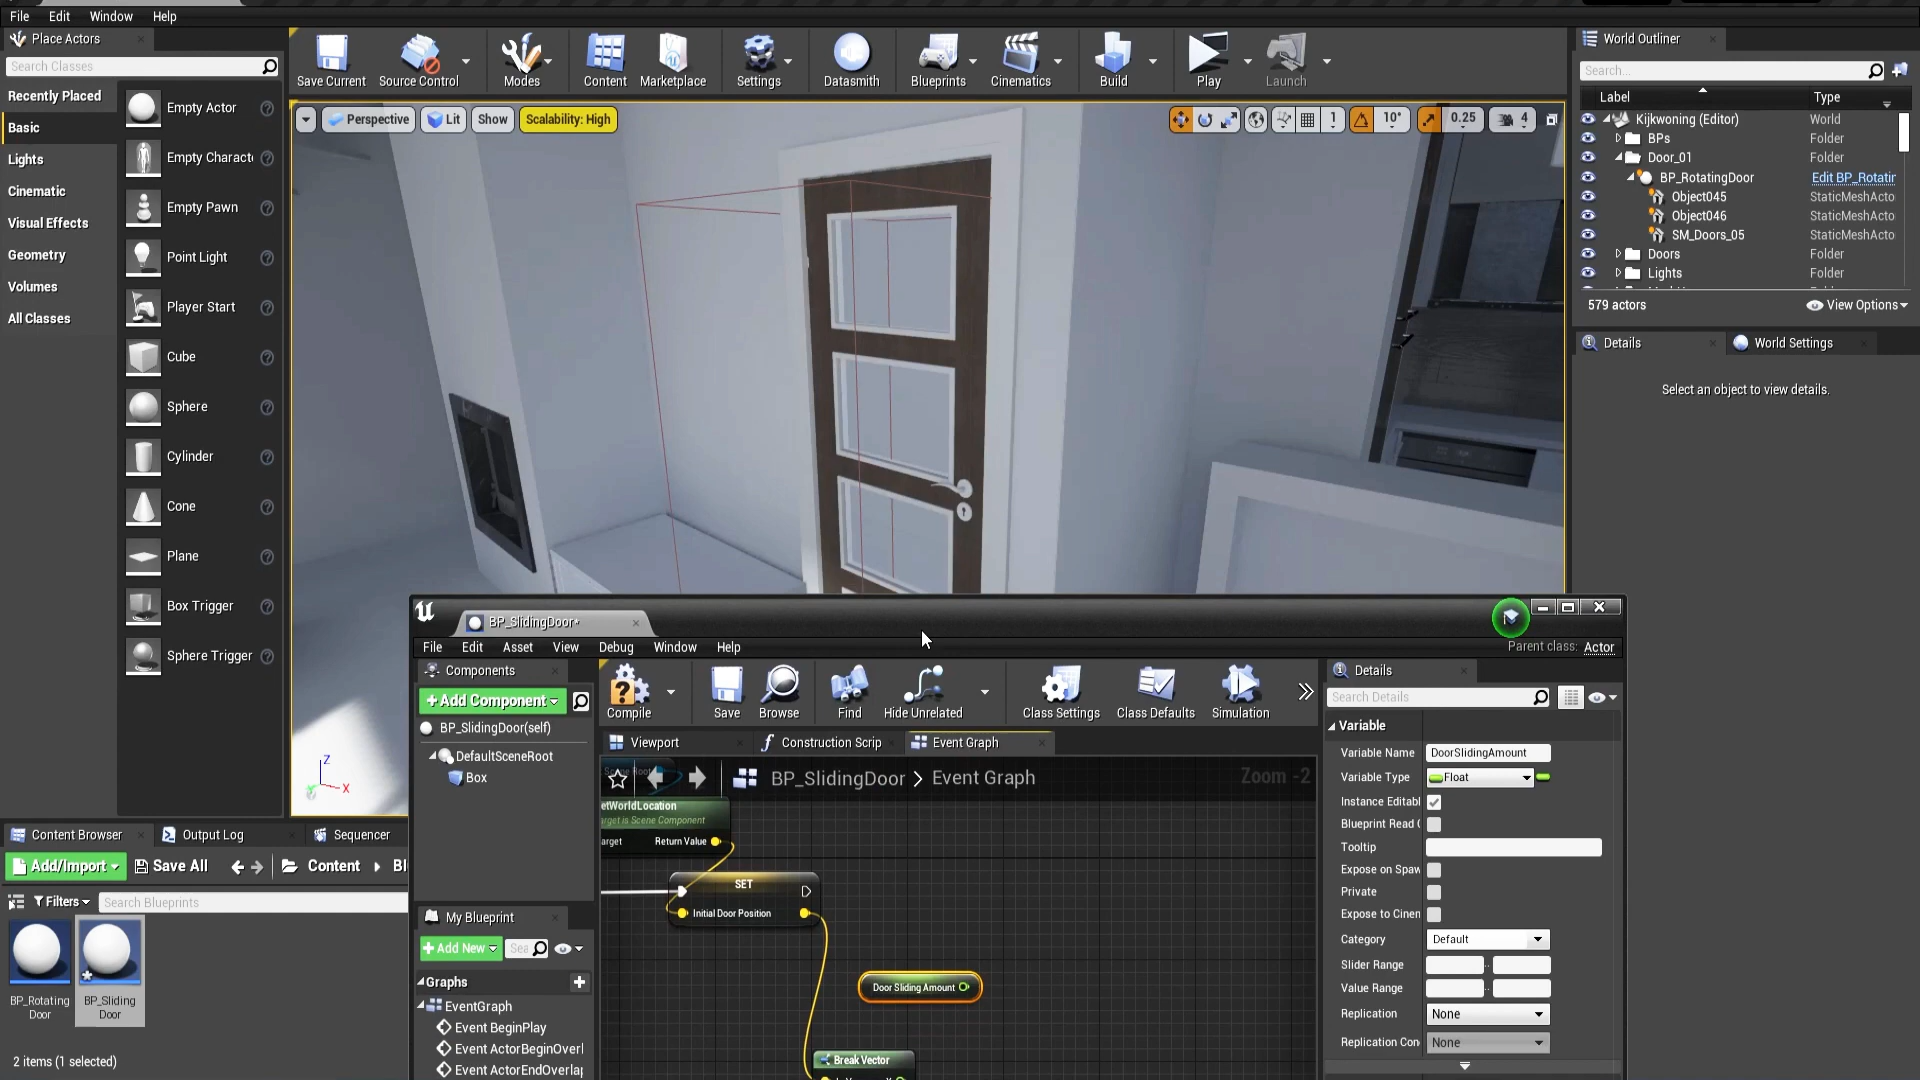 File Edit Window Help
Place Actors
Search Classes
Recently Placed
Basic
Lights
Cinematic
Visual Effects
Geometry
Volumes
All Classes
Empty Actor
Empty Charact
Empty Pawn
Point Light
Player Start
Cube
Sphere
Cylinder
Cone
Plane
Box Trigger
Sphere Trigger
Save Current Source Control Modes Content Marketplace Settings Datasmith Blueprints Cinematics Build Play Launch
Perspective Lit Show Scalability: High
1 10° 0.25 4
World Outliner
Search...
Label Type
Kijkwoning (Editor) World
BPs Folder
Door_01 Folder
BP_RotatingDoor Edit BP_Rotatir
Object045 StaticMeshActo
Object046 StaticMeshActo
SM_Doors_05 StaticMeshActo
Doors Folder
Lights Folder
579 actors View Options
Details World Settings
Select an object to view details.
Z
X
Content Browser Output Log Sequencer
Add/Import Save All Content Bl
Filters Search Blueprints
BP_Rotating
Door
BP_Sliding
Door
2 items (1 selected)
BP_SlidingDoor*
File Edit Asset View Debug Window Help
Parent class: Actor
Components
Add Component
BP_SlidingDoor(self)
DefaultSceneRoot
Box
My Blueprint
Add New Sea
Graphs
EventGraph
Event BeginPlay
Event ActorBeginOverl
Event ActorEndOverlap
Compile Save Browse Find Hide Unrelated Class Settings Class Defaults Simulation
Viewport Construction Scrip Event Graph
BP_SlidingDoor > Event Graph Zoom -2
etWorldLocation
arget is Scene Component
arget Return Value
SET
Initial Door Position
Door Sliding Amount
Break Vector
Details
Search Details
Variable
Variable Name DoorSlidingAmount
Variable Type Float
Instance Editabl
Blueprint Read O
Tooltip
Expose on Spaw
Private
Expose to Cinen
Category Default
Slider Range
Value Range
Replication None
Replication Con None